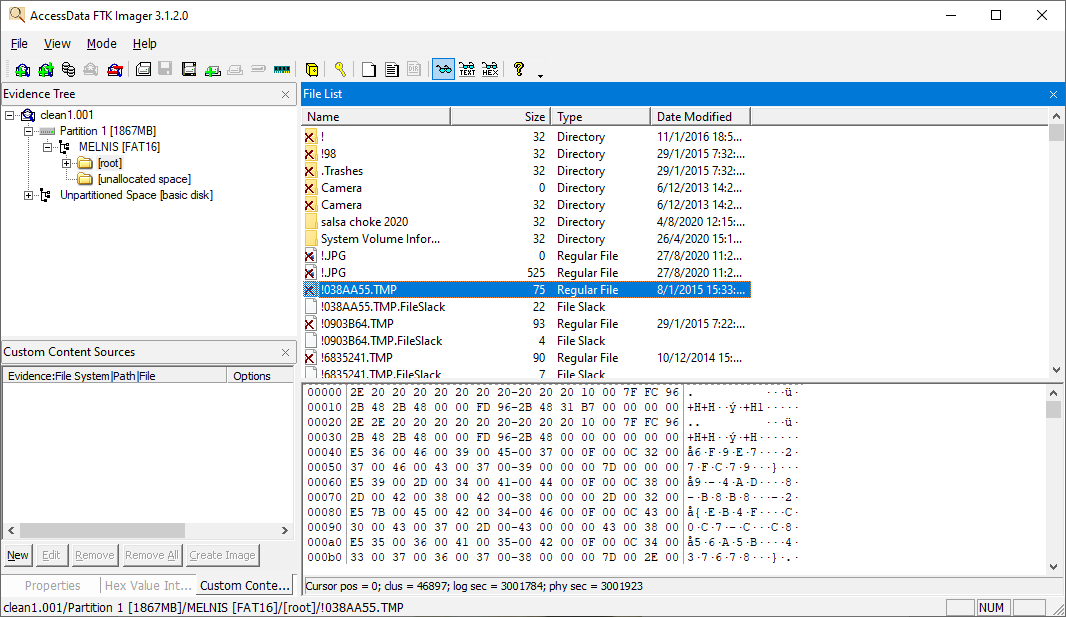 AccessData FTK Imager 3.1.2.0
File View Mode Help
Evidence Tree
clean1.001
Partition 1 [1867MB]
MELNIS [FAT16]
[root]
[unallocated space]
Unpartitioned Space [basic disk]
Custom Content Sources
Evidence:File System|Path|File Options
New Edit Remove Remove All Create Image
Properties Hex Value Int... Custom Conte...
File List
Name Size Type Date Modified
! 32 Directory 11/1/2016 18:5...
!98 32 Directory 29/1/2015 7:32:...
.Trashes 32 Directory 29/1/2015 7:32:...
Camera 0 Directory 6/12/2013 14:2...
Camera 32 Directory 6/12/2013 14:2...
salsa choke 2020 32 Directory 4/8/2020 12:15:...
System Volume Infor... 32 Directory 26/4/2020 15:1...
!.JPG 0 Regular File 27/8/2020 11:2...
!.JPG 525 Regular File 27/8/2020 11:2...
!038AA55.TMP 75 Regular File 8/1/2015 15:33:...
!038AA55.TMP.FileSlack 22 File Slack
!0903B64.TMP 93 Regular File 29/1/2015 7:22:...
!0903B64.TMP.FileSlack 4 File Slack
!6835241.TMP 90 Regular File 10/12/2014 15:...
!6835241.TMP.FileSlack 7 File Slack
00000 2E 20 20 20 20 20 20 20-20 20 20 10 00 7F FC 96 .          ···ü·
00010 2B 48 2B 48 00 00 FD 96-2B 48 31 B7 00 00 00 00 +H+H··ý·+H1·····
00020 2E 2E 20 20 20 20 20 20-20 20 20 10 00 7F FC 96 ..         ···ü·
00030 2B 48 2B 48 00 00 FD 96-2B 48 00 00 00 00 00 00 +H+H··ý·+H······
00040 E5 36 00 46 00 39 00 45-00 37 00 0F 00 0C 32 00 å6·F·9·E·7····2·
00050 37 00 46 00 43 00 37 00-39 00 00 00 7D 00 00 00 7·F·C·7·9···}···
00060 E5 39 00 2D 00 34 00 41-00 44 00 0F 00 0C 38 00 å9·-·4·A·D····8·
00070 2D 00 42 00 38 00 42 00-38 00 00 00 2D 00 32 00 -·B·8·B·8···-·2·
00080 E5 7B 00 45 00 42 00 34-00 46 00 0F 00 0C 43 00 å{·E·B·4·F····C·
00090 30 00 43 00 37 00 2D 00-43 00 00 00 43 00 38 00 0·C·7·-·C···C·8·
000a0 E5 35 00 36 00 41 00 35-00 42 00 0F 00 0C 34 00 å5·6·A·5·B····4·
000b0 33 00 37 00 36 00 37 00-38 00 00 00 7D 00 2E 00 3·7·6·7·8···}·.·
Cursor pos = 0; clus = 46897; log sec = 3001784; phy sec = 3001923
clean1.001/Partition 1 [1867MB]/MELNIS [FAT16]/[root]/!038AA55.TMP NUM